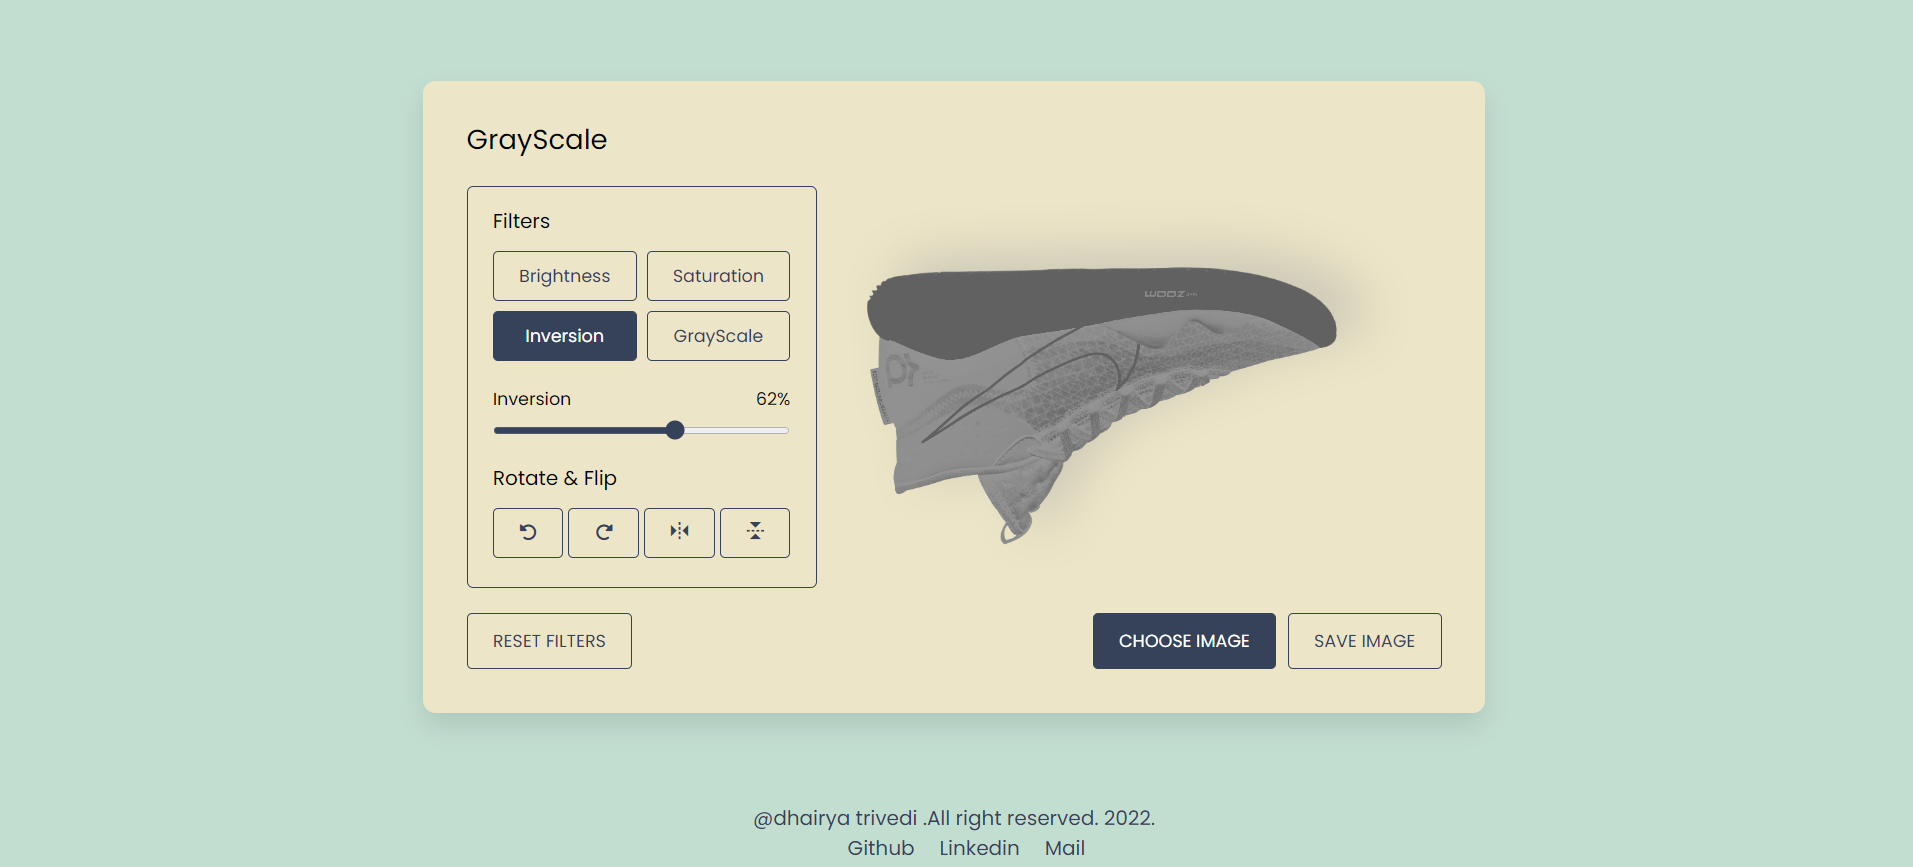 GrayScale
Filters
Brightness
Saturation
Inversion
GrayScale
Inversion
62%
Rotate & Flip
RESET FILTERS
CHOOSE IMAGE
SAVE IMAGE
@dhairya trivedi .All right reserved. 2022.
Github Linkedin Mail